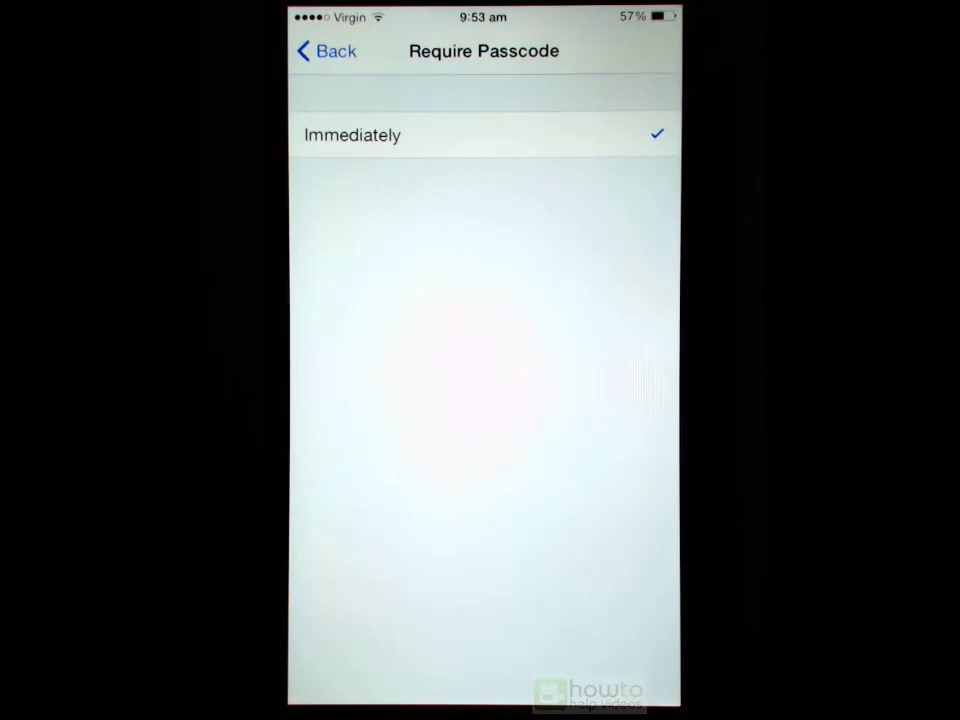 Virgin 9:53 am 57%
Back Require Passcode
Immediately
howto
help videos